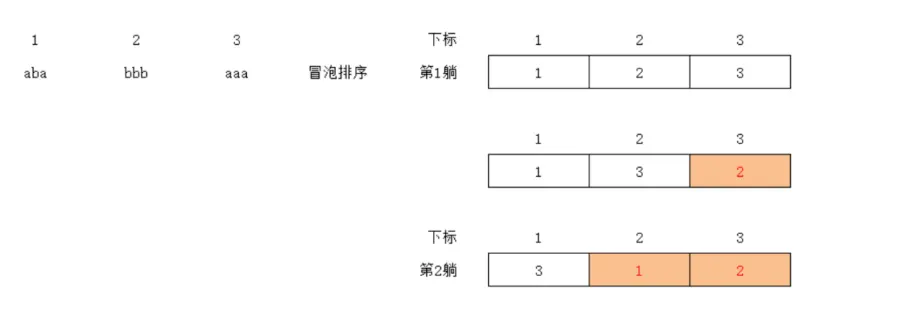 1 2 3 下标 1 2 3
aba bbb aaa 冒泡排序 第1躺 1 2 3
1 2 3
1 3 2
下标 1 2 3
第2躺 3 1 2